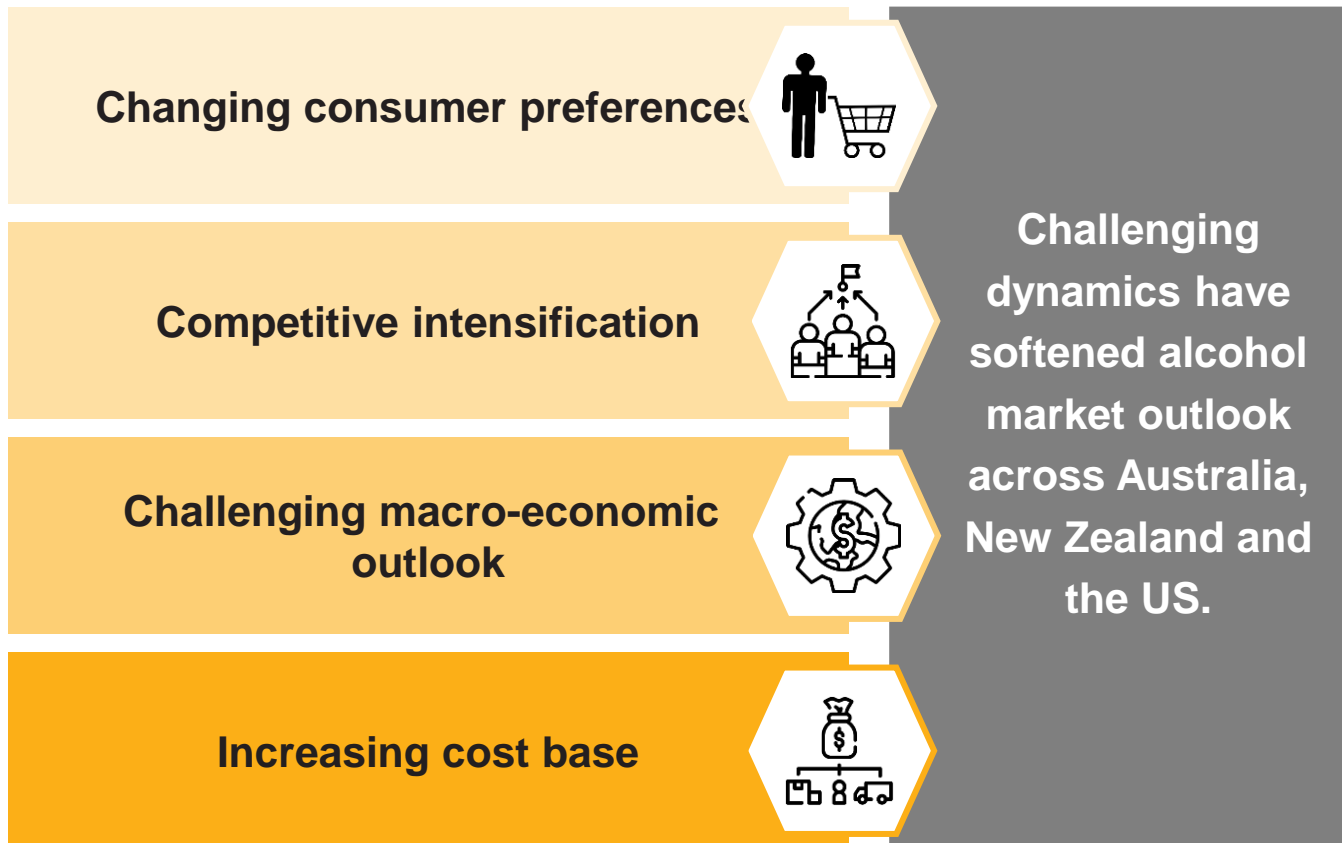 Changing consumer preferences
Competitive intensification
Challenging macro-economic
outlook
Increasing cost base
Challenging
dynamics have
softened alcohol
market outlook
across Australia,
New Zealand and
the US.